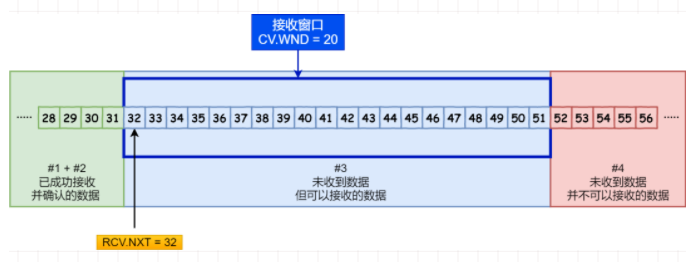 接收窗口
CV.WND = 20
..... 28 29 30 31 32 33 34 35 36 37 38 39 40 41 42 43 44 45 46 47 48 49 50 51 52 53 54 55 56 .....
#1 + #2
已成功接收
并确认的数据
#3
未收到数据
但可以接收的数据
#4
未收到数据
并不可以接收的数据
RCV.NXT = 32